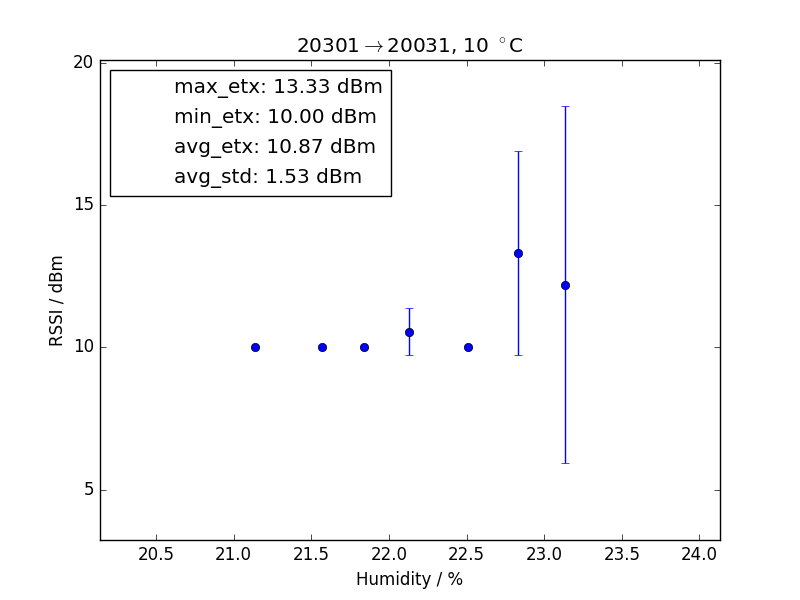 20301→20031, 10 °C
max_etx: 13.33 dBm
min_etx: 10.00 dBm
avg_etx: 10.87 dBm
avg_std: 1.53 dBm
RSSI / dBm
20
15
10
5
20.5 21.0 21.5 22.0 22.5 23.0 23.5 24.0
Humidity / %